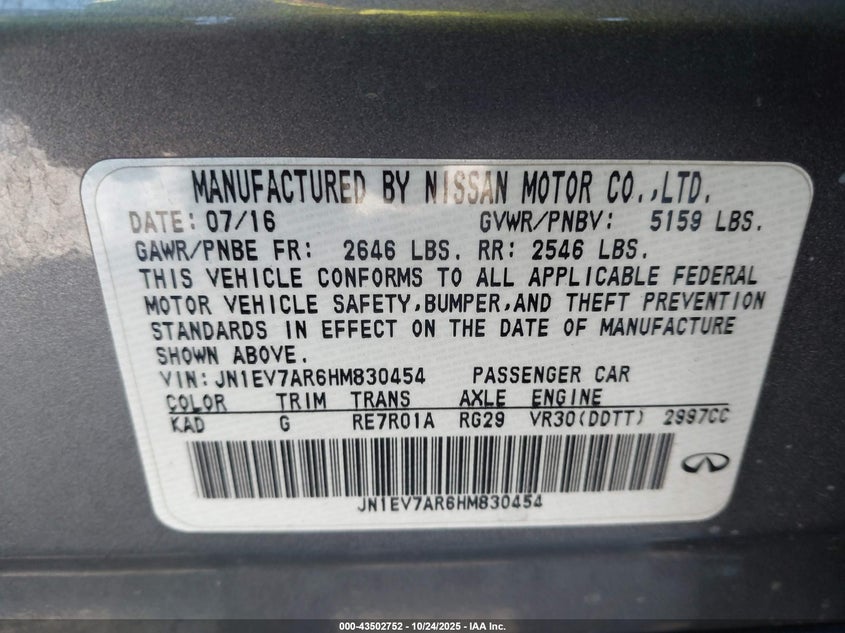 MANUFACTURED BY NISSAN MOTOR CO.,LTD.
DATE: 07/16 GVWR/PNBV: 5159 LBS.
GAWR/PNBE FR: 2646 LBS. RR: 2546 LBS.
THIS VEHICLE CONFORMS TO ALL APPLICABLE FEDERAL
MOTOR VEHICLE SAFETY,BUMPER,AND THEFT PREVENTION
STANDARDS IN EFFECT ON THE DATE OF MANUFACTURE
SHOWN ABOVE.
VIN: JN1EV7AR6HM830454 PASSENGER CAR
COLOR TRIM TRANS AXLE ENGINE
KAD G RE7R01A RG29 VR30(DDTT) 2997CC
JN1EV7AR6HM830454
000-43502752 - 10/24/2025 - IAA Inc.